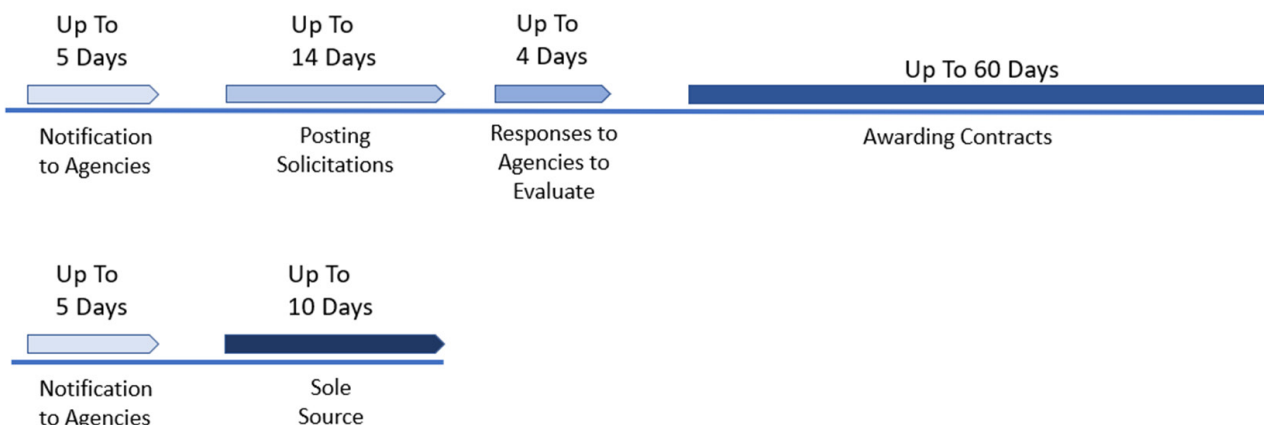 Up To
5 Days
Up To
14 Days
Up To
4 Days
Up To 60 Days
Notification
to Agencies
Posting
Solicitations
Responses to
Agencies to
Evaluate
Awarding Contracts
Up To
5 Days
Up To
10 Days
Notification
to Agencies
Sole
Source